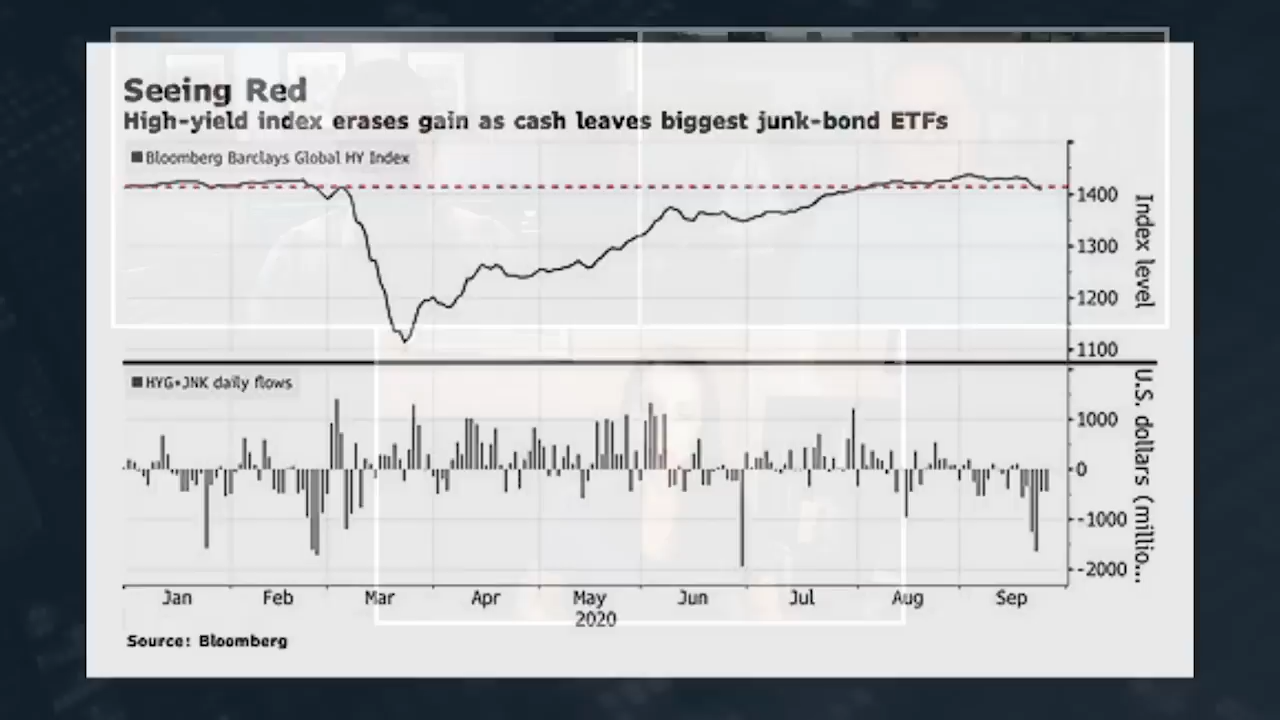 Seeing Red
High-yield index erases gain as cash leaves biggest junk-bond ETFs
Bloomberg Barclays Global HY Index
1400
1300
1200
1100
Index level
HYG+JNK daily flows
1000
0
-1000
-2000
U.S. dollars (millio...
Jan Feb Mar Apr May Jun Jul Aug Sep
2020
Source: Bloomberg